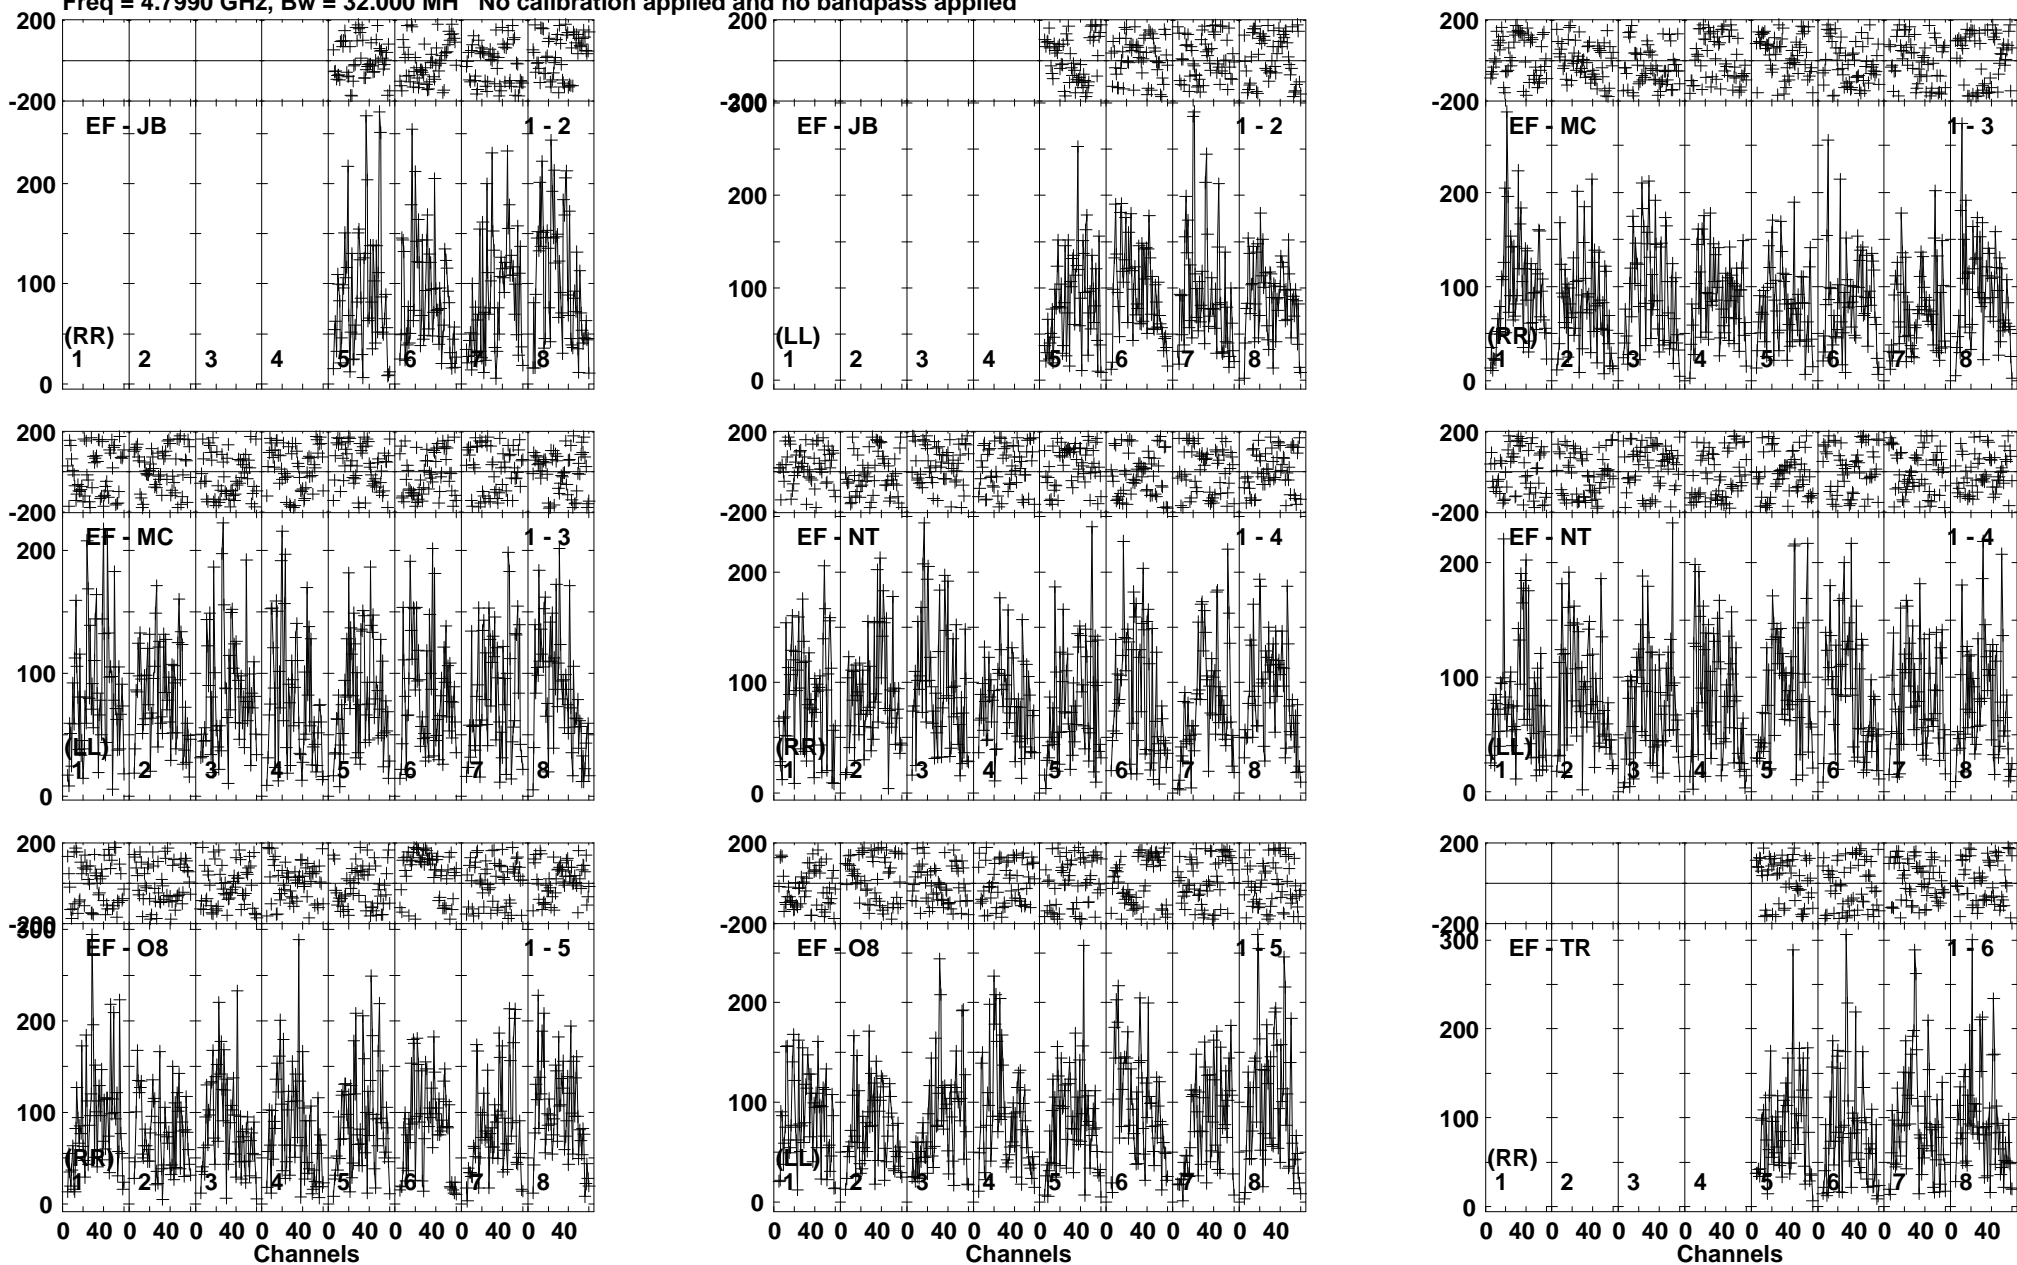 Freq = 4.7990 GHz, Bw = 32.000 MH No calibration applied and no bandpass applied
200 200
-200 -200 300 -200
EF - JB 1 - 2 EF - JB 1 - 2 EF - MC 1 - 3
200 200 200
100 100 100
(RR) (LL) (RR)
1 2 3 4 5 6 7 8 1 2 3 4 5 6 7 8 1 2 3 4 5 6 7 8
0 0 0
200 200 200
-200 -200 -200
EF - MC 1 - 3 EF - NT 1 - 4 EF - NT 1 - 4
200 200 200
100 100 100
(LL) (RR) (LL)
1 2 3 4 5 6 7 8 1 2 3 4 5 6 7 8 1 2 3 4 5 6 7 8
0 0 0
200 200 200
-200 300 -200 -200
EF - O8 1 - 5 EF - O8 1 - 5 EF - TR 1 - 6
300
200 200 200
100 100 100
(RR) (LL) (RR)
1 2 3 4 5 6 7 8 1 2 3 4 5 6 7 8 1 2 3 4 5 6 7 8
0 0 0
0 40 0 40 0 40 0 40 0 40 0 40 0 40 0 40 0 40 0 40 0 40 0 40 0 40 0 40 0 40 0 40 0 40 0 40 0 40 0 40 0 40 0 40 0 40 0 40
Channels Channels Channels